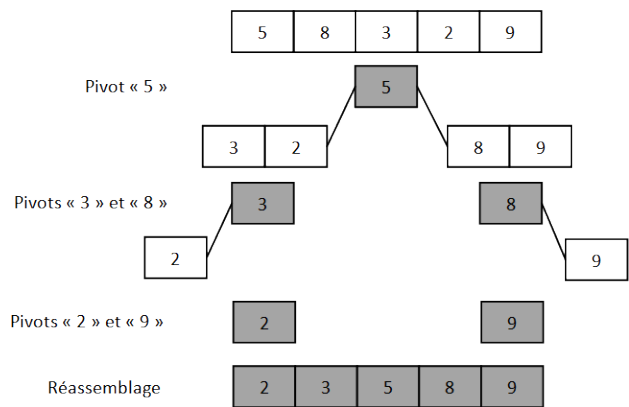 5 8 3 2 9
Pivot « 5 »
5
3 2 8 9
Pivots « 3 » et « 8 »
3 8
2 9
Pivots « 2 » et « 9 »
2 9
Réassemblage
2 3 5 8 9